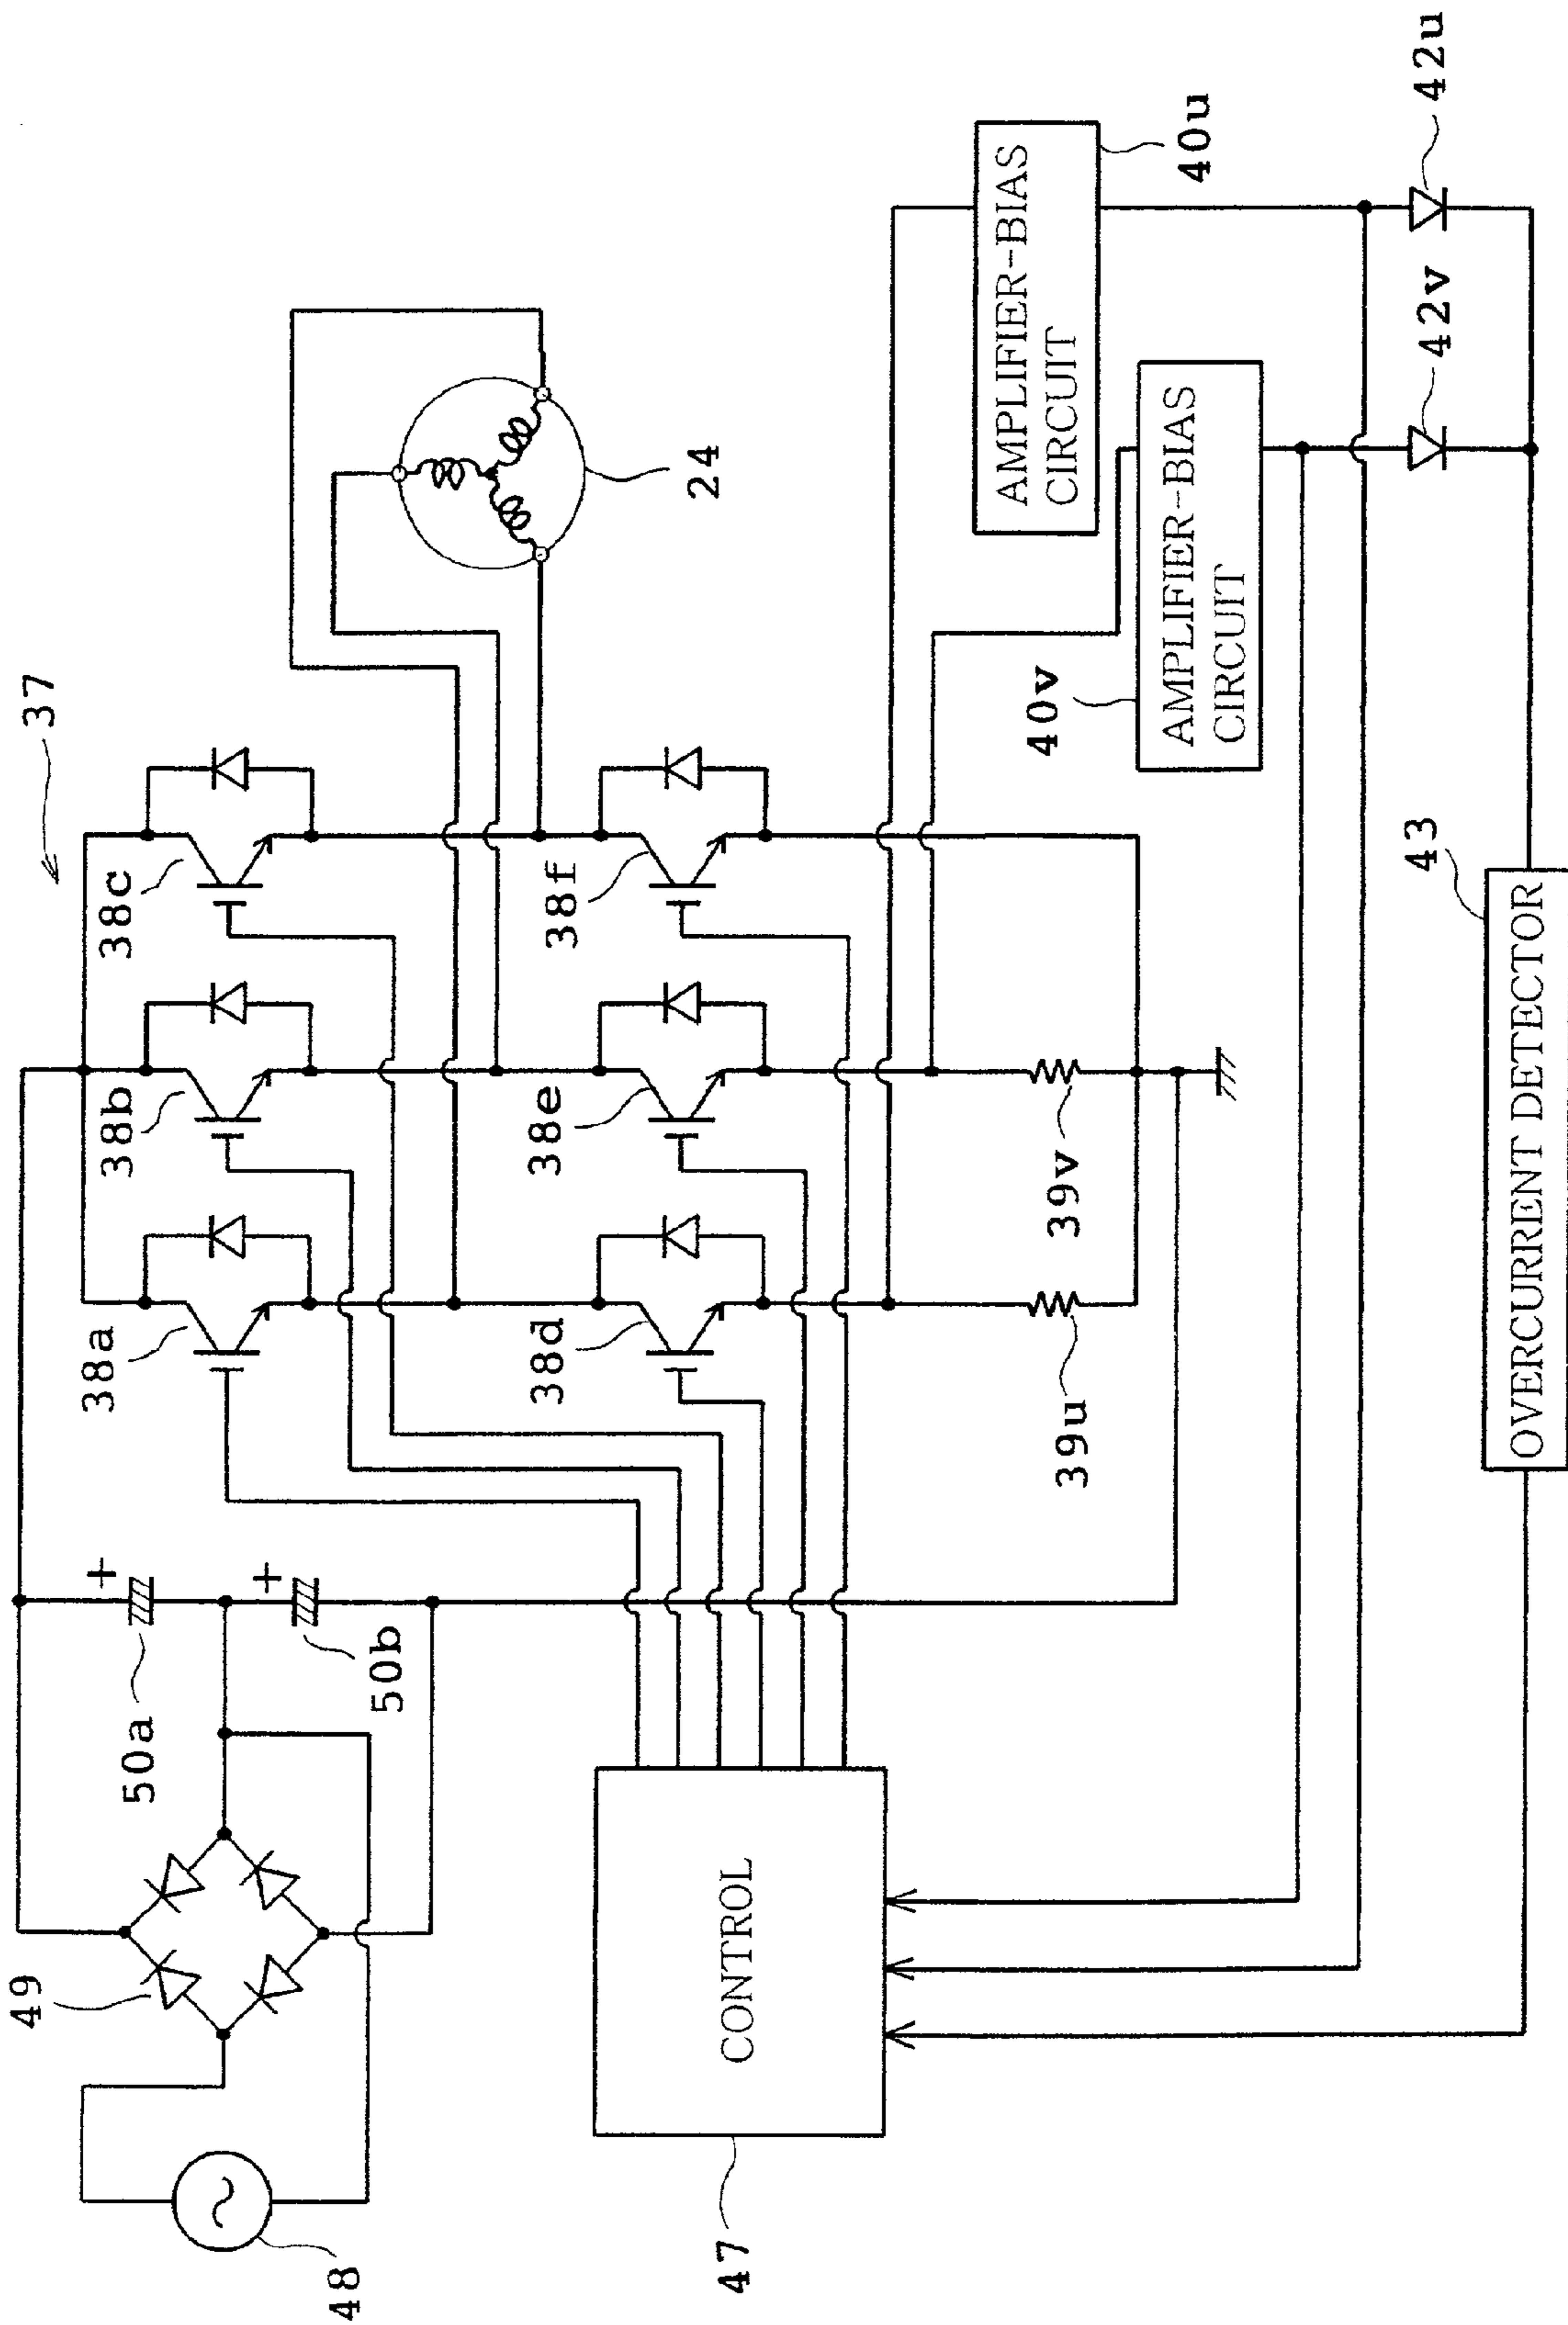 37
49
50a
50b
48
38a
38b
38c
38d
38e
38f
24
39u
39v
40u
AMPLIFIER-BIAS
CIRCUIT
40v
AMPLIFIER-BIAS
CIRCUIT
42u
42v
CONTROL
47
43
OVERCURRENT DETECTOR